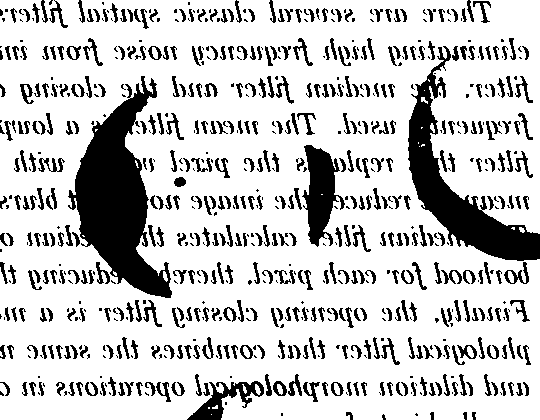 There are several classic spatial filters
eliminating high frequency noise from im
filter, the median filter and the closing o
frequently used. The mean filter is a lowp
filter replaces the pixel with
mean reduces the image noise blurs
The median filter calculates the median o
borhood for each pixel, thereby reducing th
Finally, the opening closing filter is a m
phological filter that combines the same n
and dilation morphological operations in o